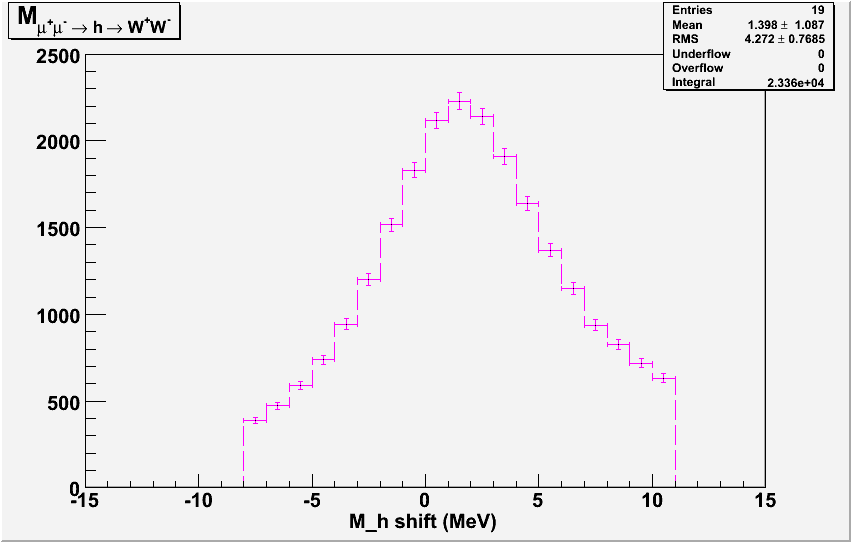 M μ⁺μ⁻ → h → W⁺W⁻
Entries 19
Mean 1.398 ± 1.087
RMS 4.272 ± 0.7685
Underflow 0
Overflow 0
Integral 2.336e+04
2500
2000
1500
1000
500
0
-15 -10 -5 0 5 10 15
M_h shift (MeV)